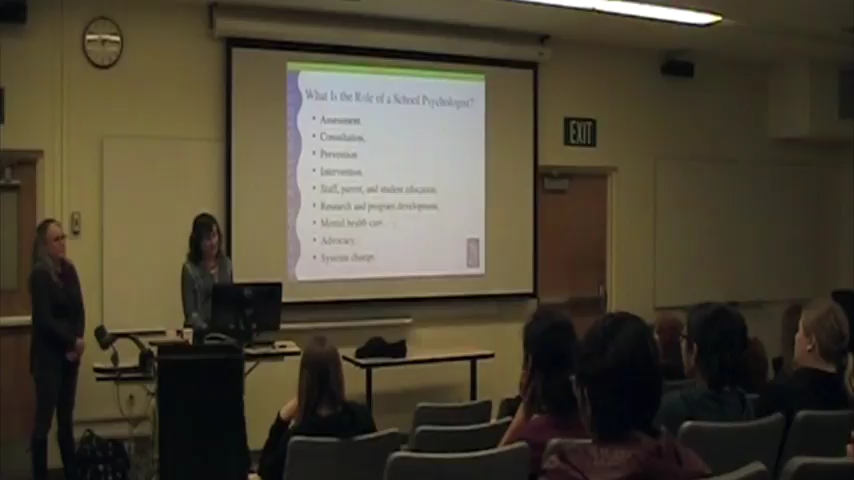 What Is the Role of a School Psychologist?
• Assessment,
• Consultation,
• Prevention
• Intervention,
• Staff, parent, and student education,
• Research and program development,
• Mental health care
• Advocacy,
• Systems change
EXIT